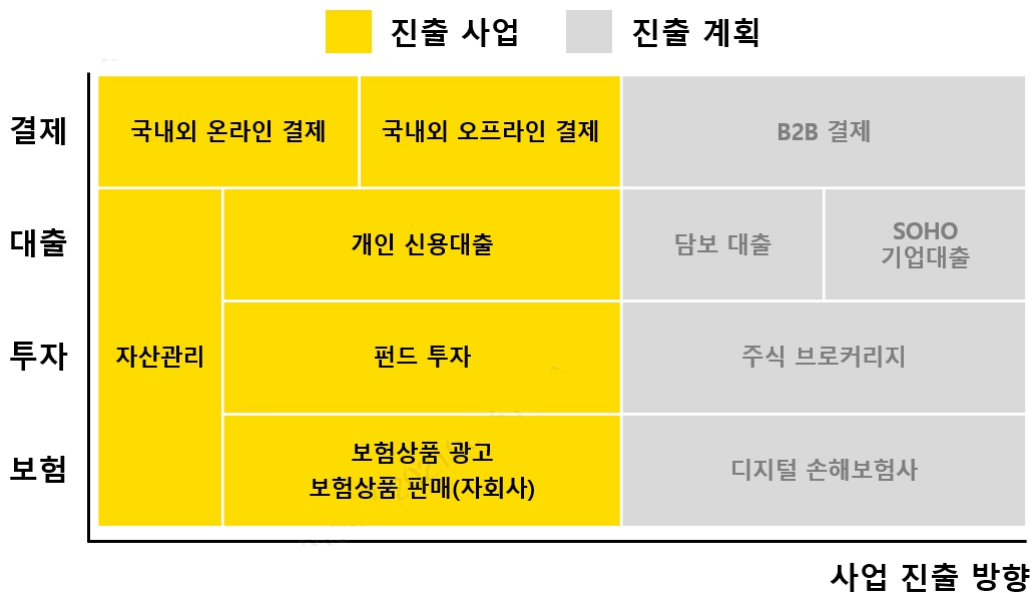 진출 사업
진출 계획
결제
국내외 온라인 결제
국내외 오프라인 결제
B2B 결제
대출
개인 신용대출
담보 대출
SOHO
기업대출
투자
자산관리
펀드 투자
주식 브로커리지
보험
보험상품 광고
보험상품 판매(자회사)
디지털 손해보험사
사업 진출 방향